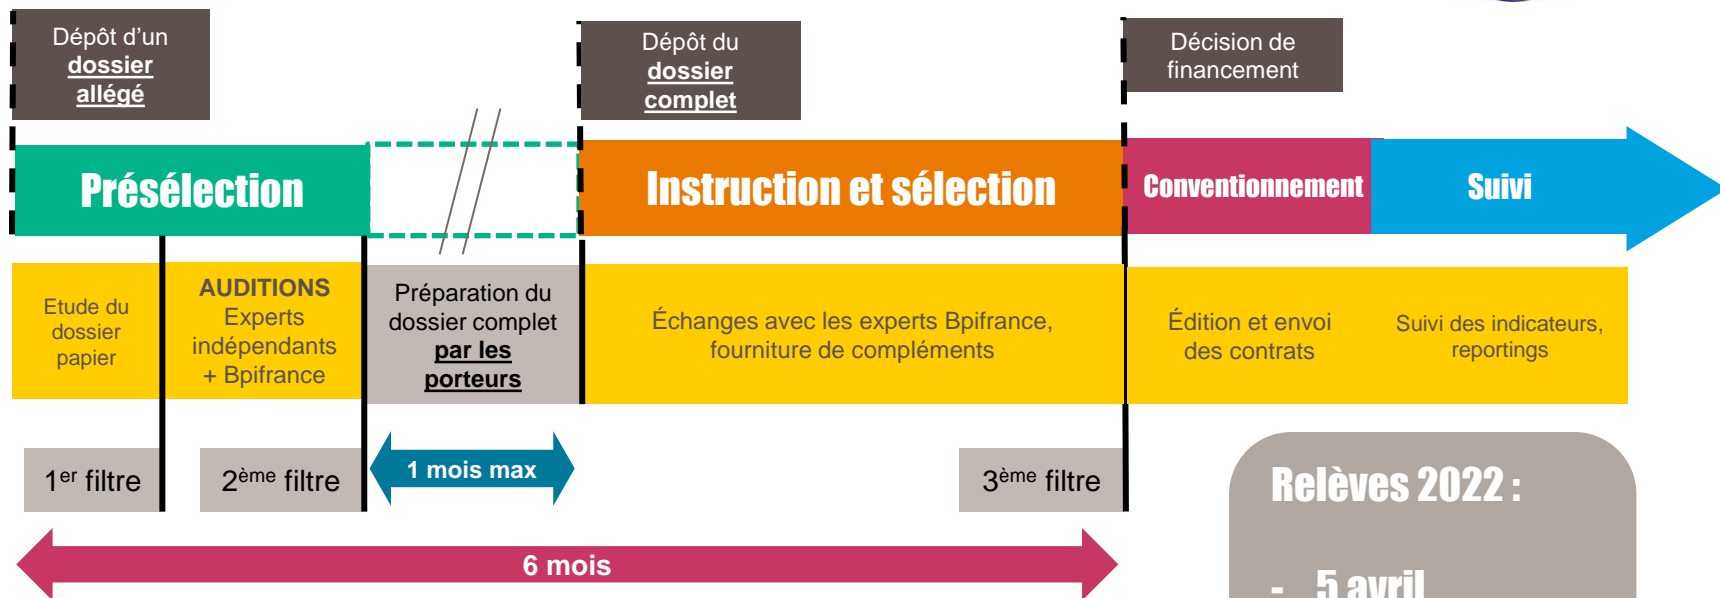 Dépôt d'un
dossier
allégé
Dépôt du
dossier
complet
Décision de
financement
Présélection
Instruction et sélection
Conventionnement
Suivi
Etude du
dossier
papier
AUDITIONS
Experts
indépendants
+ Bpifrance
Préparation du
dossier complet
par les
porteurs
Échanges avec les experts Bpifrance,
fourniture de compléments
Édition et envoi
des contrats
Suivi des indicateurs,
reportings
1er filtre
2ème filtre
1 mois max
3ème filtre
6 mois
Relèves 2022 :
- 5 avril